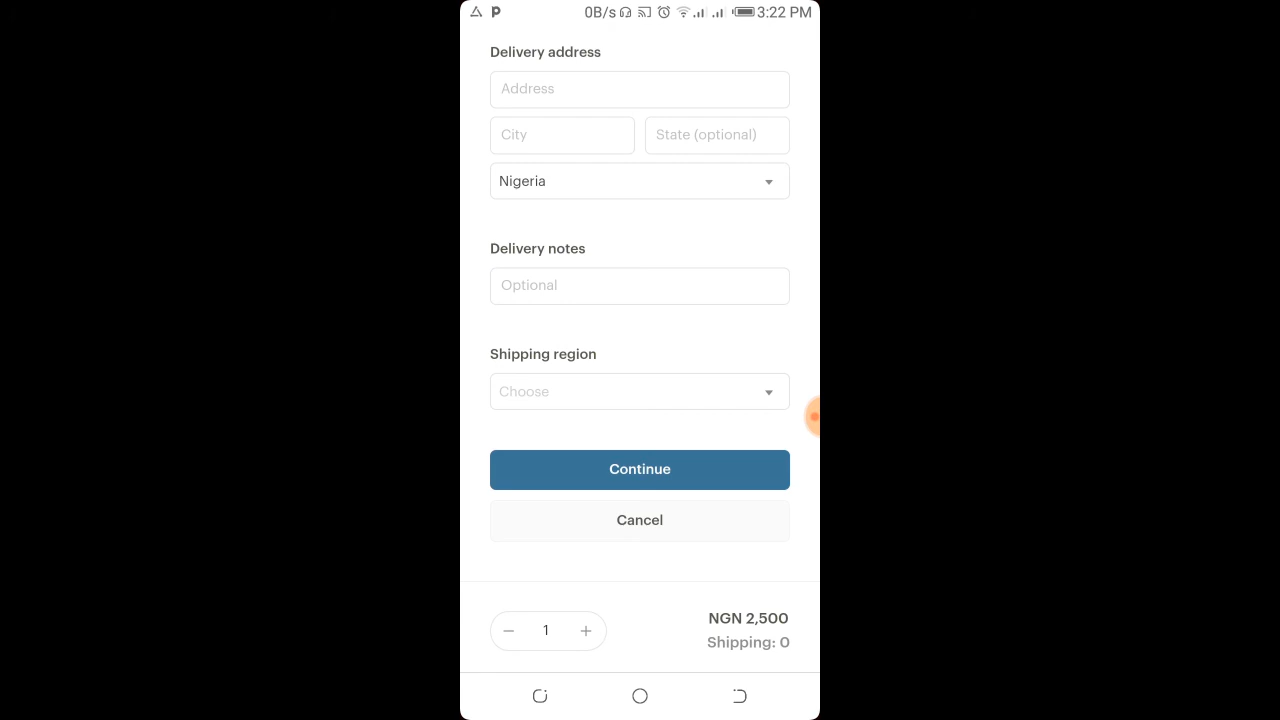 0B/s 3:22 PM
Delivery address
Address
City State (optional)
Nigeria
Delivery notes
Optional
Shipping region
Choose
Continue
Cancel
− 1 + NGN 2,500
Shipping: 0